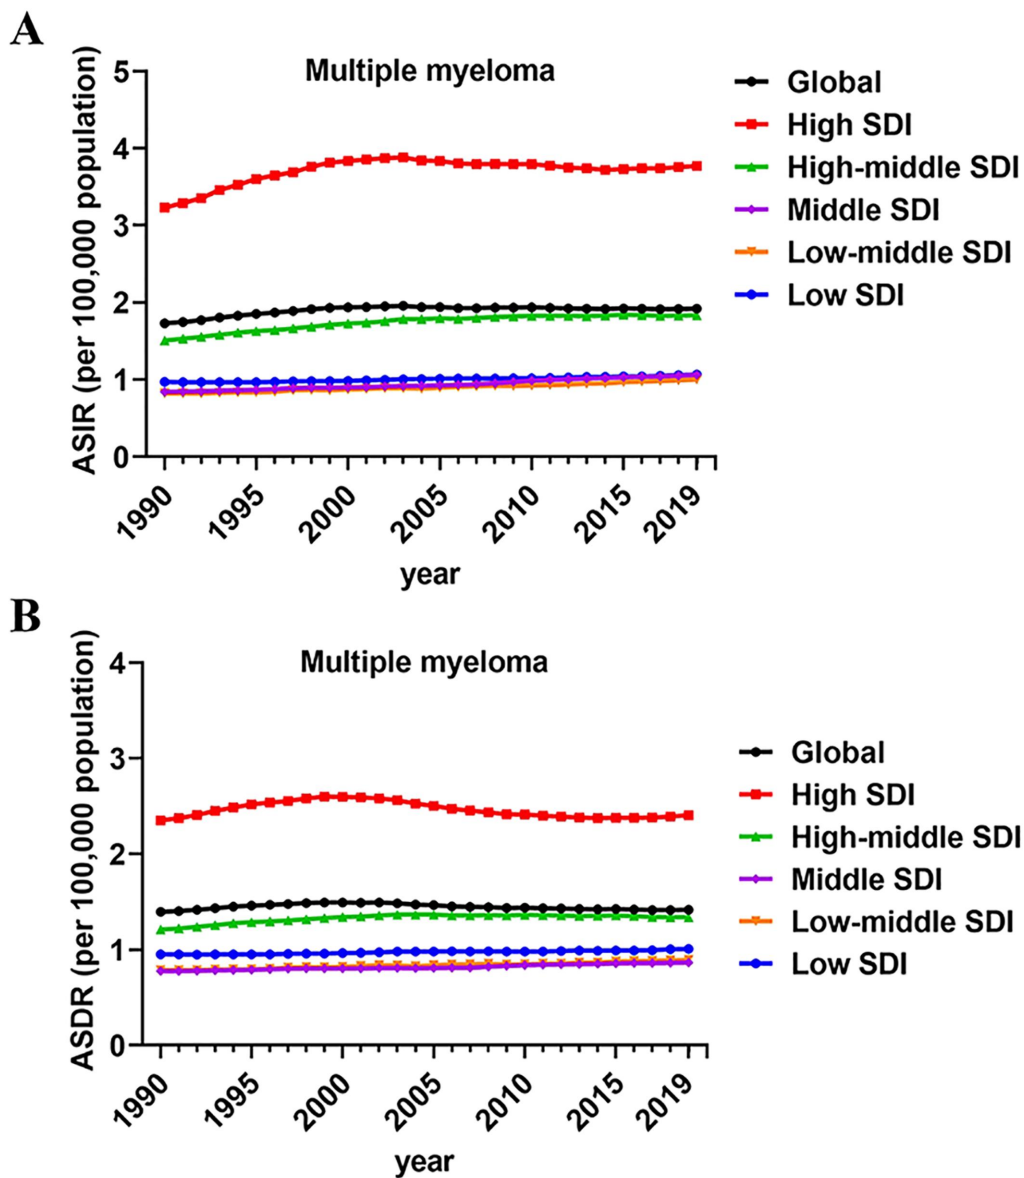 A
Multiple myeloma
ASIR (per 100,000 population)
5
4
3
2
1
0
1990
1995
2000
2005
2010
2015
2019
year
Global
High SDI
High-middle SDI
Middle SDI
Low-middle SDI
Low SDI
B
Multiple myeloma
ASDR (per 100,000 population)
4
3
2
1
0
1990
1995
2000
2005
2010
2015
2019
year
Global
High SDI
High-middle SDI
Middle SDI
Low-middle SDI
Low SDI